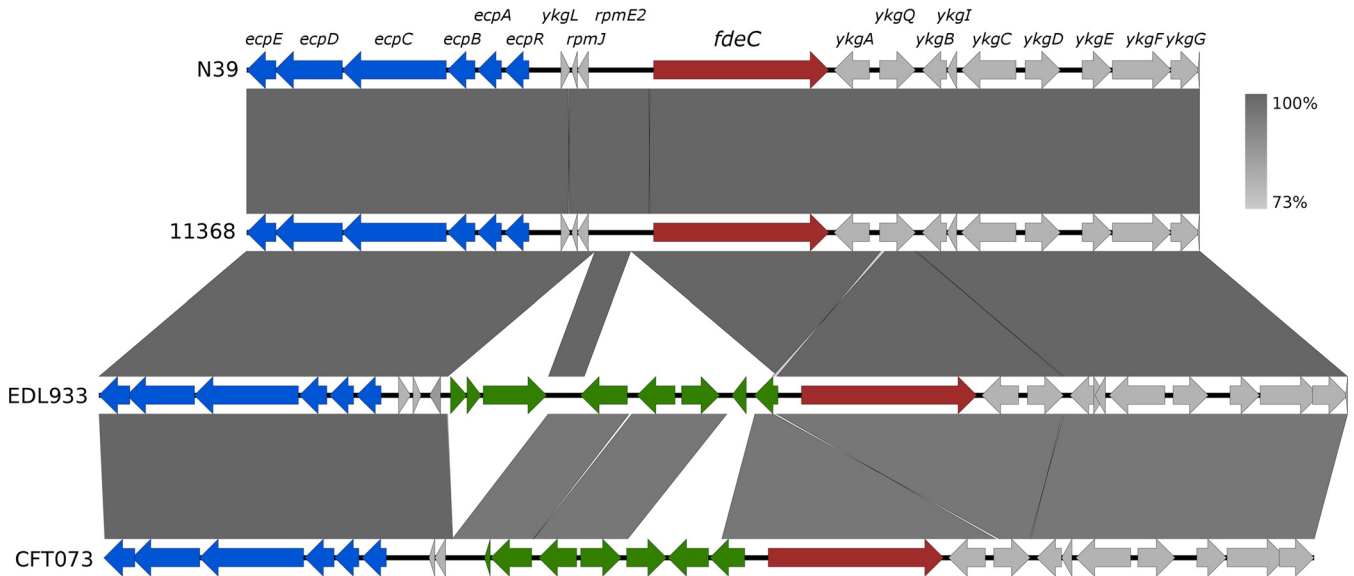 ecpA ykgL rpmE2 ykgQ ykgI
ecpE ecpD ecpC ecpB ecpR rpmJ fdeC ykgA ykgB ykgC ykgD ykgE ykgF ykgG
N39
100%
73%
11368
EDL933
CFT073